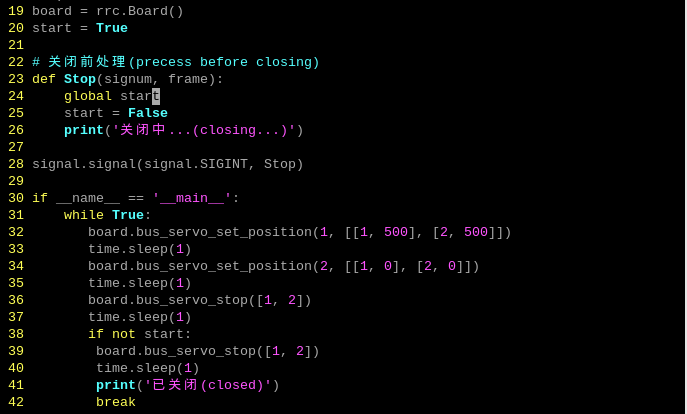 19 board = rrc.Board()
20 start = True
21
22 # 关闭前处理(precess before closing)
23 def Stop(signum, frame):
24     global start
25     start = False
26     print('关闭中...(closing...)')
27
28 signal.signal(signal.SIGINT, Stop)
29
30 if __name__ == '__main__':
31     while True:
32        board.bus_servo_set_position(1, [[1, 500], [2, 500]])
33        time.sleep(1)
34        board.bus_servo_set_position(2, [[1, 0], [2, 0]])
35        time.sleep(1)
36        board.bus_servo_stop([1, 2])
37        time.sleep(1)
38        if not start:
39         board.bus_servo_stop([1, 2])
40         time.sleep(1)
41         print('已关闭(closed)')
42         break